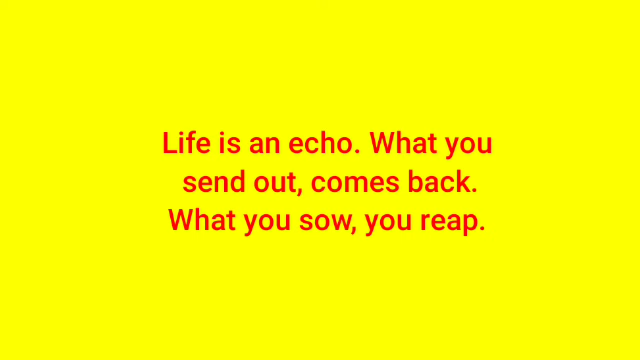 Life is an echo. What you
send out, comes back.
What you sow, you reap.